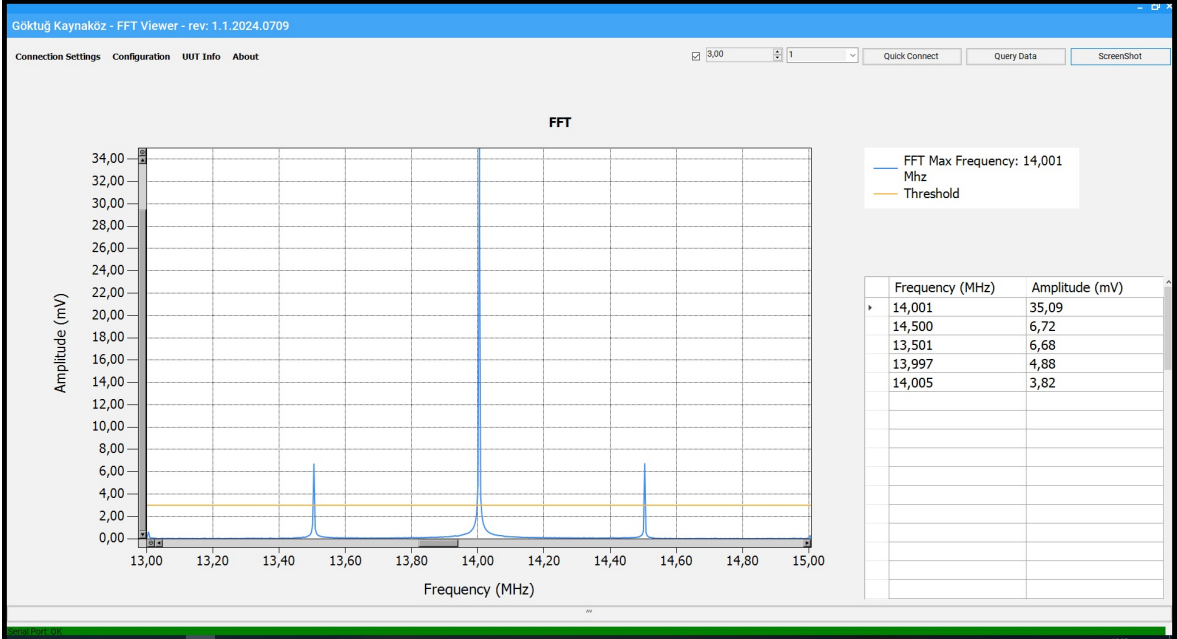 Göktuğ Kaynaköz - FFT Viewer - rev: 1.1.2024.0709
Connection Settings Configuration UUT Info About
3,00 1 Quick Connect Query Data ScreenShot
FFT
34,00
32,00
30,00
28,00
26,00
24,00
22,00
20,00
18,00
16,00
14,00
12,00
10,00
8,00
6,00
4,00
2,00
0,00
Amplitude (mV)
13,00 13,20 13,40 13,60 13,80 14,00 14,20 14,40 14,60 14,80 15,00
Frequency (MHz)
FFT Max Frequency: 14,001
Mhz
Threshold
Frequency (MHz) Amplitude (mV)
14,001 35,09
14,500 6,72
13,501 6,68
13,997 4,88
14,005 3,82
Serial Port: OK